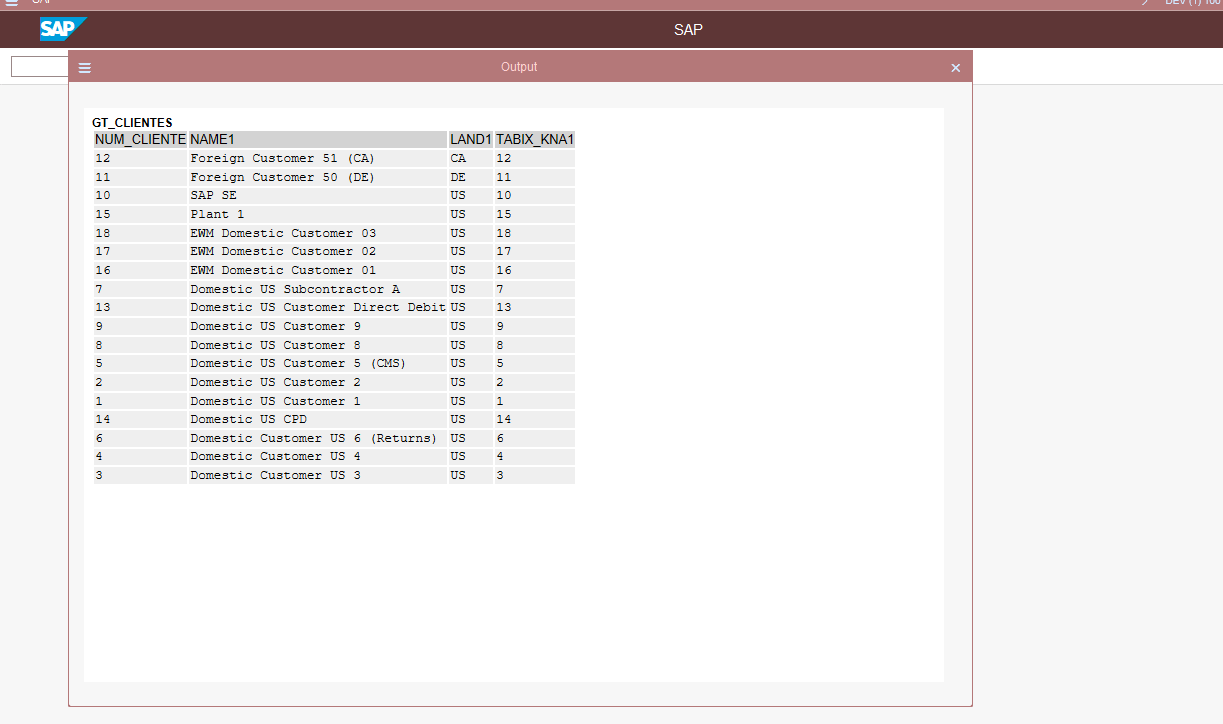 SAP DEV (1) 100
SAP SAP
Output
GT_CLIENTES
NUM_CLIENTE NAME1 LAND1 TABIX_KNA1
12 Foreign Customer 51 (CA) CA 12
11 Foreign Customer 50 (DE) DE 11
10 SAP SE US 10
15 Plant 1 US 15
18 EWM Domestic Customer 03 US 18
17 EWM Domestic Customer 02 US 17
16 EWM Domestic Customer 01 US 16
7 Domestic US Subcontractor A US 7
13 Domestic US Customer Direct Debit US 13
9 Domestic US Customer 9 US 9
8 Domestic US Customer 8 US 8
5 Domestic US Customer 5 (CMS) US 5
2 Domestic US Customer 2 US 2
1 Domestic US Customer 1 US 1
14 Domestic US CPD US 14
6 Domestic Customer US 6 (Returns) US 6
4 Domestic Customer US 4 US 4
3 Domestic Customer US 3 US 3